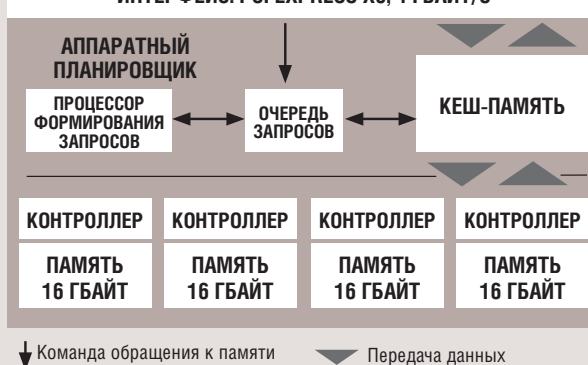 АППАРАТНЫЙ
ПЛАНИРОВЩИК
ПРОЦЕССОР
ФОРМИРОВАНИЯ
ЗАПРОСОВ
ОЧЕРЕДЬ
ЗАПРОСОВ
КЕШ-ПАМЯТЬ
КОНТРОЛЛЕР КОНТРОЛЛЕР КОНТРОЛЛЕР КОНТРОЛЛЕР
ПАМЯТЬ ПАМЯТЬ ПАМЯТЬ ПАМЯТЬ
16 ГБАЙТ 16 ГБАЙТ 16 ГБАЙТ 16 ГБАЙТ
Команда обращения к памяти Передача данных